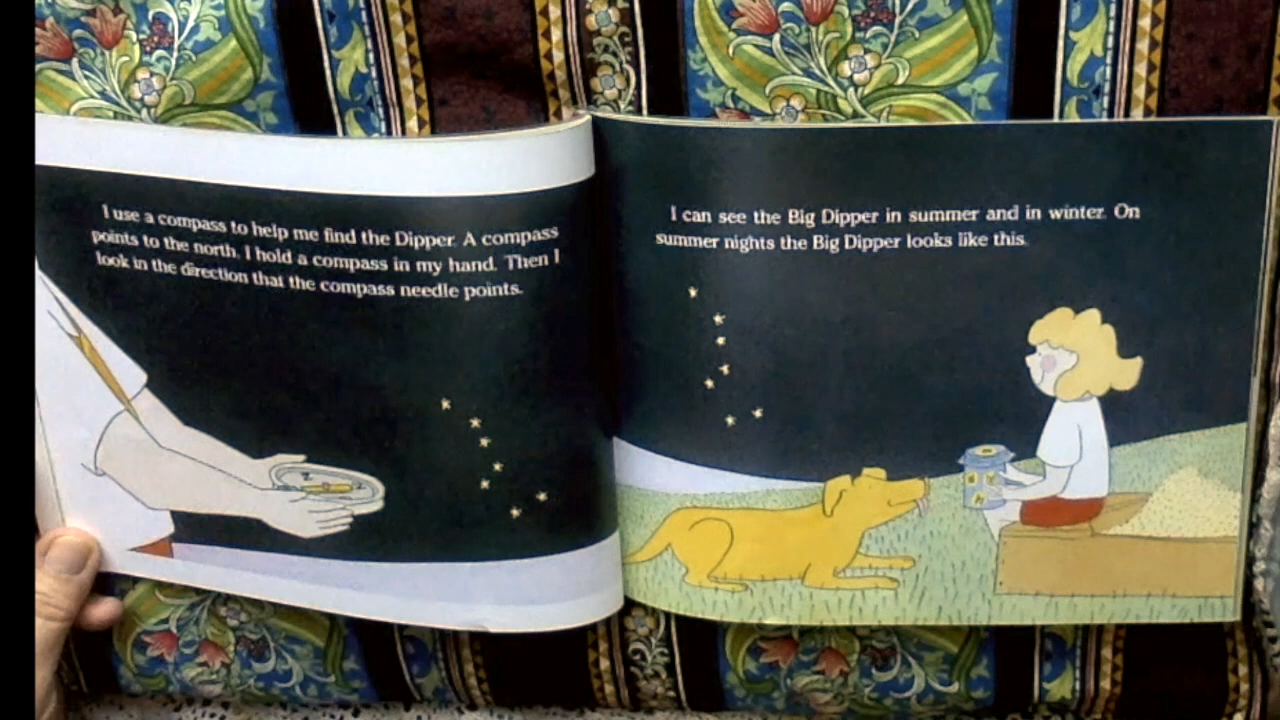 I use a compass to help me find the Dipper. A compass
points to the north. I hold a compass in my hand. Then I
look in the direction that the compass needle points.
I can see the Big Dipper in summer and in winter. On
summer nights the Big Dipper looks like this.